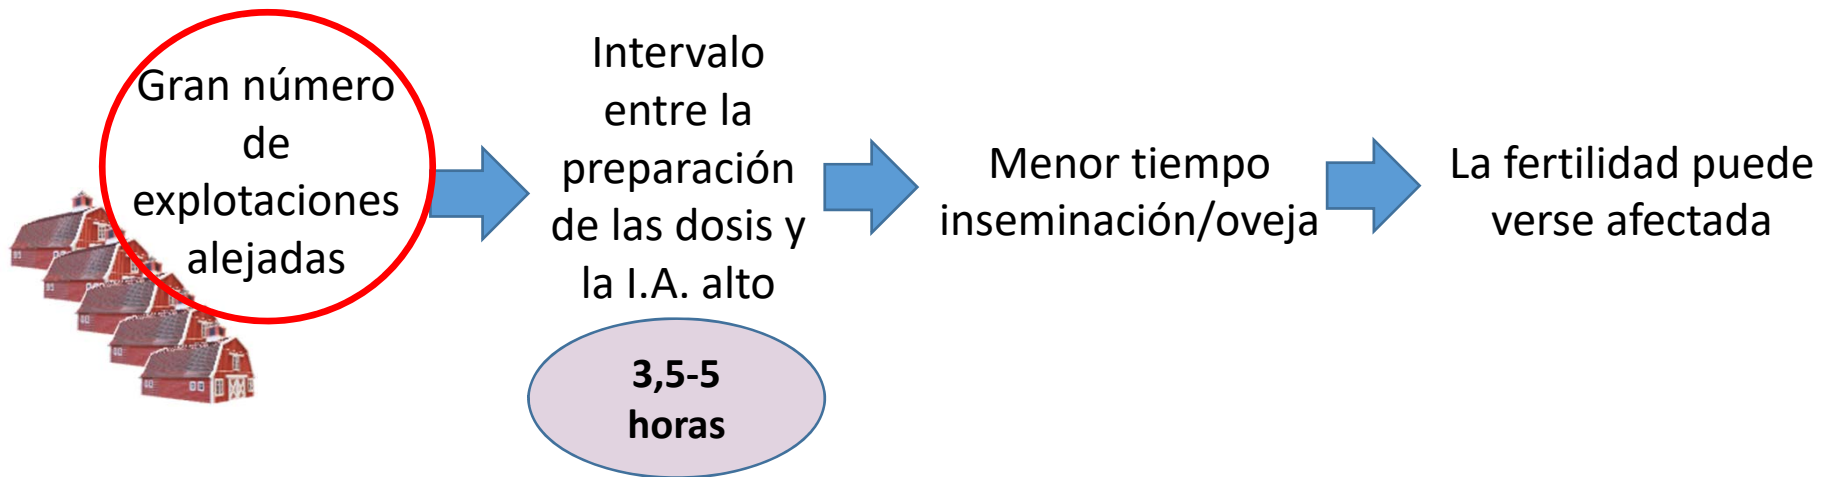 Gran número
de
explotaciones
alejadas
Intervalo
entre la
preparación
de las dosis y
la I.A. alto
3,5-5
horas
Menor tiempo
inseminación/oveja
La fertilidad puede
verse afectada